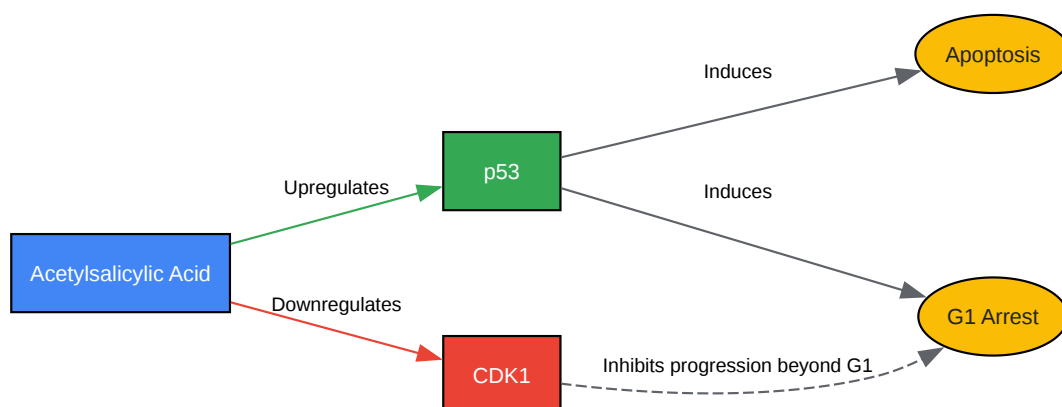 Apoptosis
Induces
p53
Upregulates
Induces
Acetylsalicylic Acid
Downregulates
G1 Arrest
Inhibits progression beyond G1
CDK1